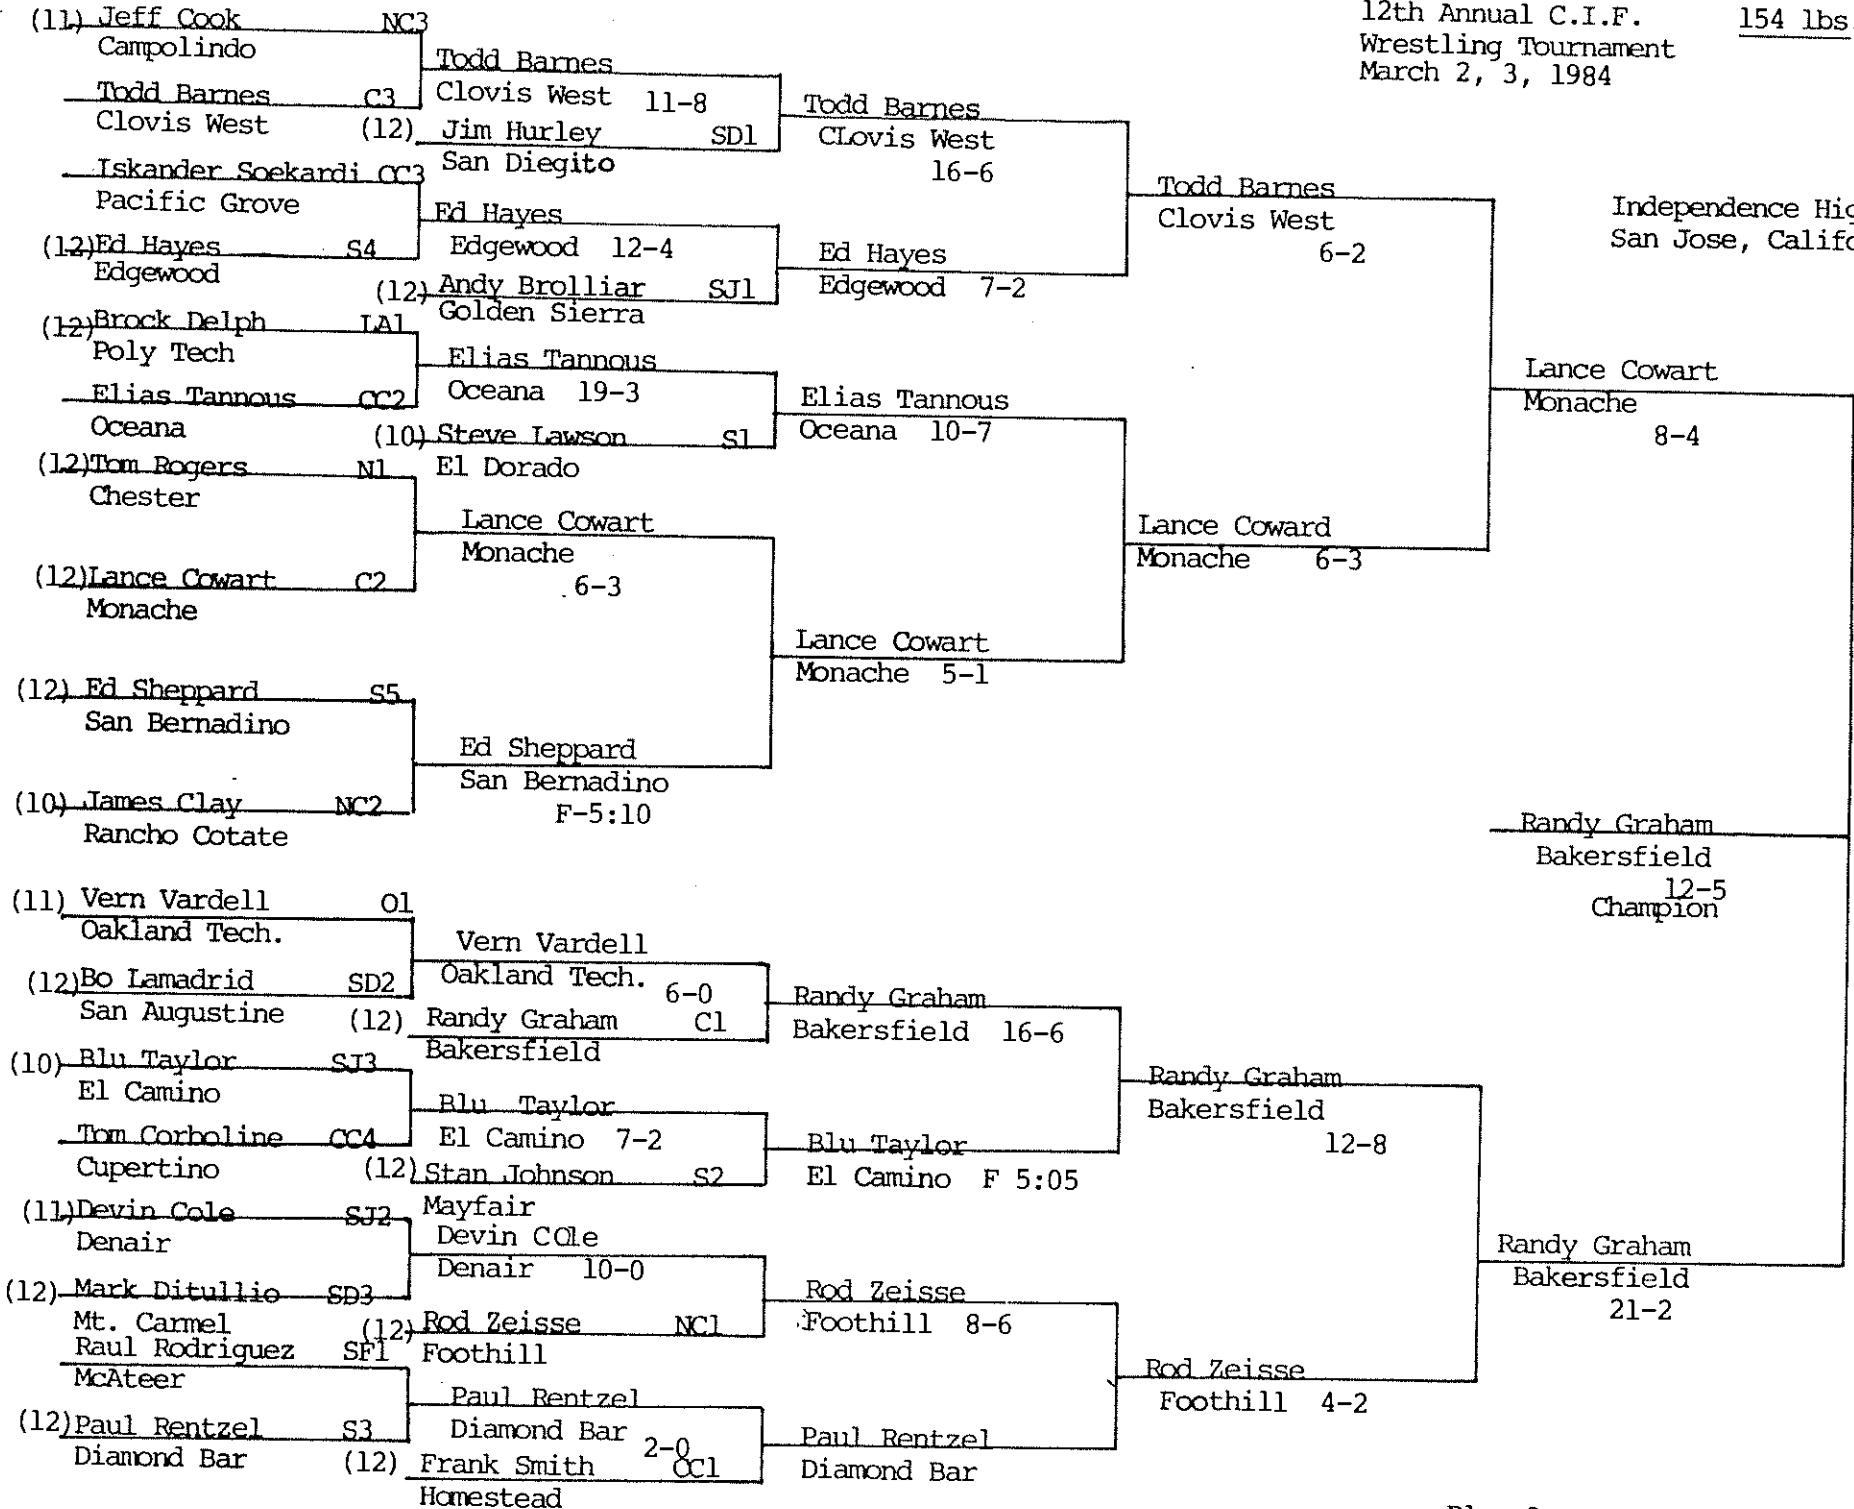 12th Annual C.I.F. 154 lbs.
Wrestling Tournament
March 2, 3, 1984
Independence Hig
San Jose, Califo
(11) Jeff Cook NC3
Campolindo
Todd Barnes C3
Clovis West
Iskander Soekardi CC3
Pacific Grove
(12) Ed Hayes S4
Edgewood
(12) Brock Delph LA1
Poly Tech
Elias Tannous CC2
Oceana
(12) Tom Rogers N1
Chester
(12) Lance Cowart C2
Monache
(12) Ed Sheppard S5
San Bernadino
(10) James Clay NC2
Rancho Cotate
(11) Vern Vardell O1
Oakland Tech.
(12) Bo Lamadrid SD2
San Augustine
(10) Blu Taylor SJ3
El Camino
Tom Corboline CC4
Cupertino
(11) Devin Cole SJ2
Denair
(12) Mark Ditullio SD3
Mt. Carmel
Raul Rodriguez SF1
McAteer
(12) Paul Rentzel S3
Diamond Bar
Todd Barnes
Clovis West 11-8
(12) Jim Hurley SD1
San Diegito
Ed Hayes
Edgewood 12-4
(12) Andy Brolliar SJ1
Golden Sierra
Elias Tannous
Oceana 19-3
(10) Steve Lawson S1
El Dorado
Lance Cowart
Monache
6-3
Ed Sheppard
San Bernadino
F-5:10
Vern Vardell
Oakland Tech. 6-0
(12) Randy Graham C1
Bakersfield
Blu Taylor
El Camino 7-2
(12) Stan Johnson S2
Mayfair
Devin COle
Denair 10-0
(12) Rod Zeisse NC1
Foothill
Paul Rentzel
Diamond Bar 2-0
(12) Frank Smith CC1
Homestead
Todd Barnes
CLovis West
16-6
Ed Hayes
Edgewood 7-2
Elias Tannous
Oceana 10-7
Lance Cowart
Monache 5-1
Randy Graham
Bakersfield 16-6
Blu Taylor
El Camino F 5:05
Rod Zeisse
Foothill 8-6
Paul Rentzel
Diamond Bar
Todd Barnes
Clovis West
6-2
Lance Coward
Monache 6-3
Randy Graham
Bakersfield
12-8
Rod Zeisse
Foothill 4-2
Lance Cowart
Monache
8-4
Randy Graham
Bakersfield
21-2
Randy Graham
Bakersfield
12-5
Champion